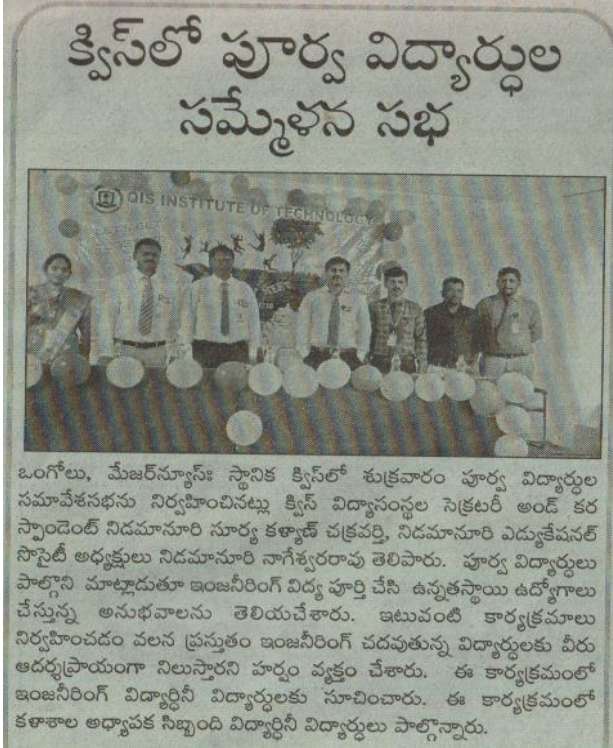 క్విస్‌లో పూర్వ విద్యార్ధుల
సమ్మేళన సభ
QIS INSTITUTE OF TECHNOLOGY
ఒంగోలు, మేజర్‌న్యూస్: స్థానిక క్విస్‌లో శుక్రవారం పూర్వ విద్యార్ధుల
సమావేశసభను నిర్వహించినట్లు క్విస్ విద్యాసంస్థల సెక్రటరీ అండ్ కర
స్పాండెంట్ నిడమానూరి సూర్య కళ్యాణ్ చక్రవర్తి, నిడమానూరి ఎడ్యుకేషనల్
సొసైటీ అధ్యక్షులు నిడమానూరి నాగేశ్వరరావు తెలిపారు. పూర్వ విద్యార్ధులు
పాల్గొని మాట్లాడుతూ ఇంజనీరింగ్ విద్య పూర్తి చేసి ఉన్నతస్థాయి ఉద్యోగాలు
చేస్తున్న అనుభవాలను తెలియచేశారు. ఇటువంటి కార్యక్రమాలు
నిర్వహించడం వలన ప్రస్తుతం ఇంజనీరింగ్ చదవుతున్న విద్యార్ధులకు వీరు
ఆదర్శప్రాయంగా నిలుస్తారని హర్షం వ్యక్తం చేశారు. ఈ కార్యక్రమంలో
ఇంజనీరింగ్ విద్యార్ధినీ విద్యార్ధులకు సూచించారు. ఈ కార్యక్రమంలో
కళాశాల అధ్యాపక సిబ్బంది విద్యార్ధినీ విద్యార్ధులు పాల్గొన్నారు.